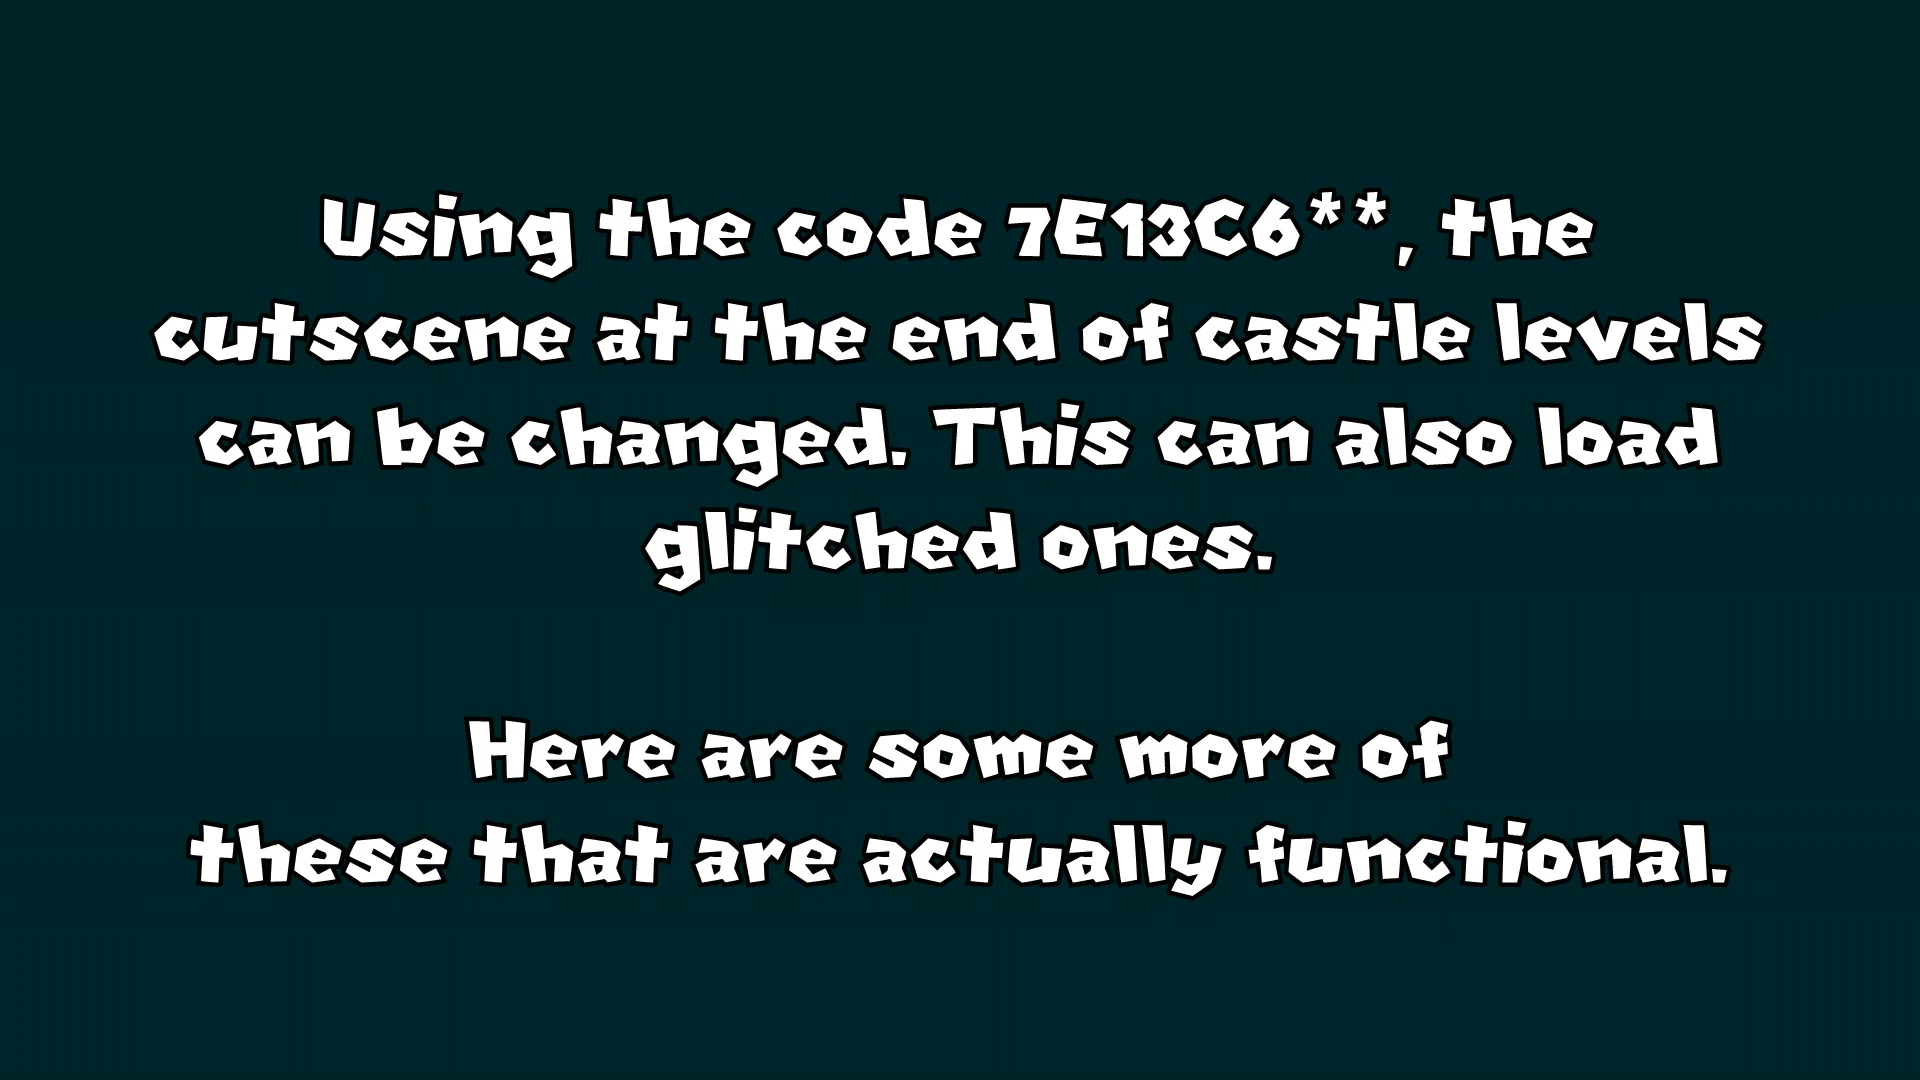 Using the code 7E13C6**, the
cutscene at the end of castle levels
can be changed. This can also load
glitched ones.
Here are some more of
these that are actually functional.